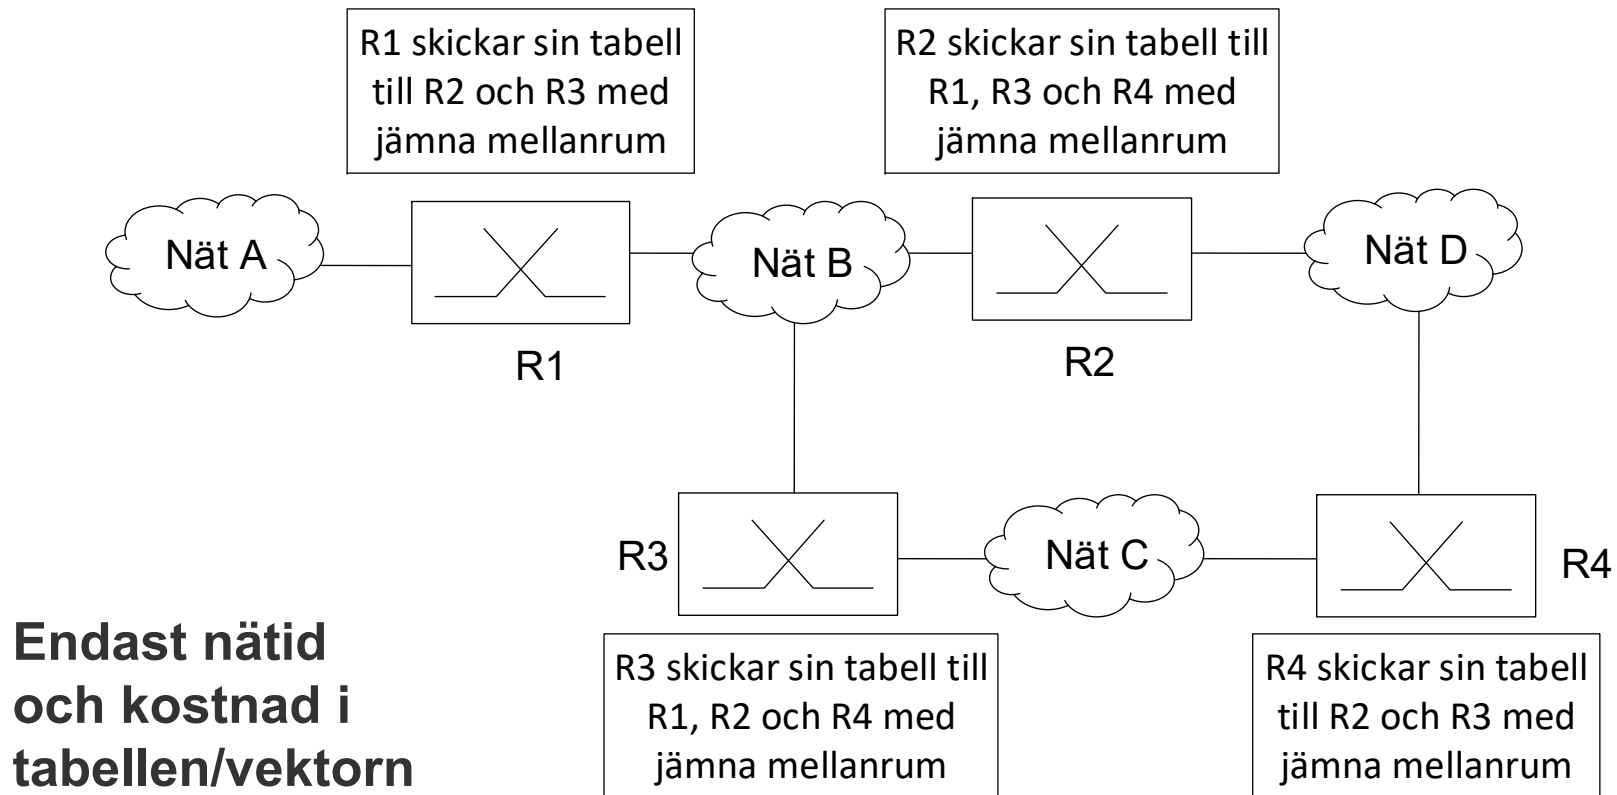 R1 skickar sin tabell
till R2 och R3 med
jämna mellanrum
R2 skickar sin tabell till
R1, R3 och R4 med
jämna mellanrum
Nät A
Nät B
Nät D
R1
R2
R3
Nät C
R4
Endast nätid
och kostnad i
tabellen/vektorn
R3 skickar sin tabell till
R1, R2 och R4 med
jämna mellanrum
R4 skickar sin tabell
till R2 och R3 med
jämna mellanrum